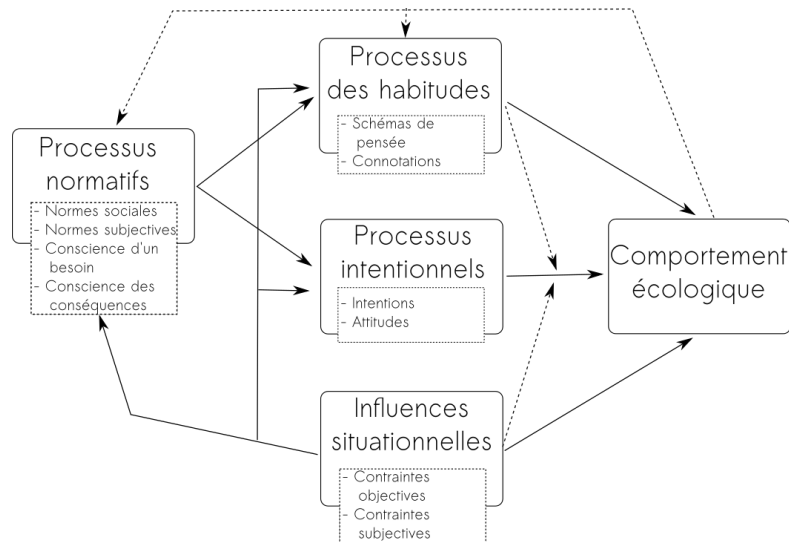 Processus
des habitudes
- Schémas de
pensée
- Connotations
Processus
normatifs
- Normes sociales
- Normes subjectives
- Conscience d'un
besoin
- Conscience des
conséquences
Processus
intentionnels
- Intentions
- Attitudes
Comportement
écologique
Influences
situationnelles
- Contraintes
objectives
- Contraintes
subjectives